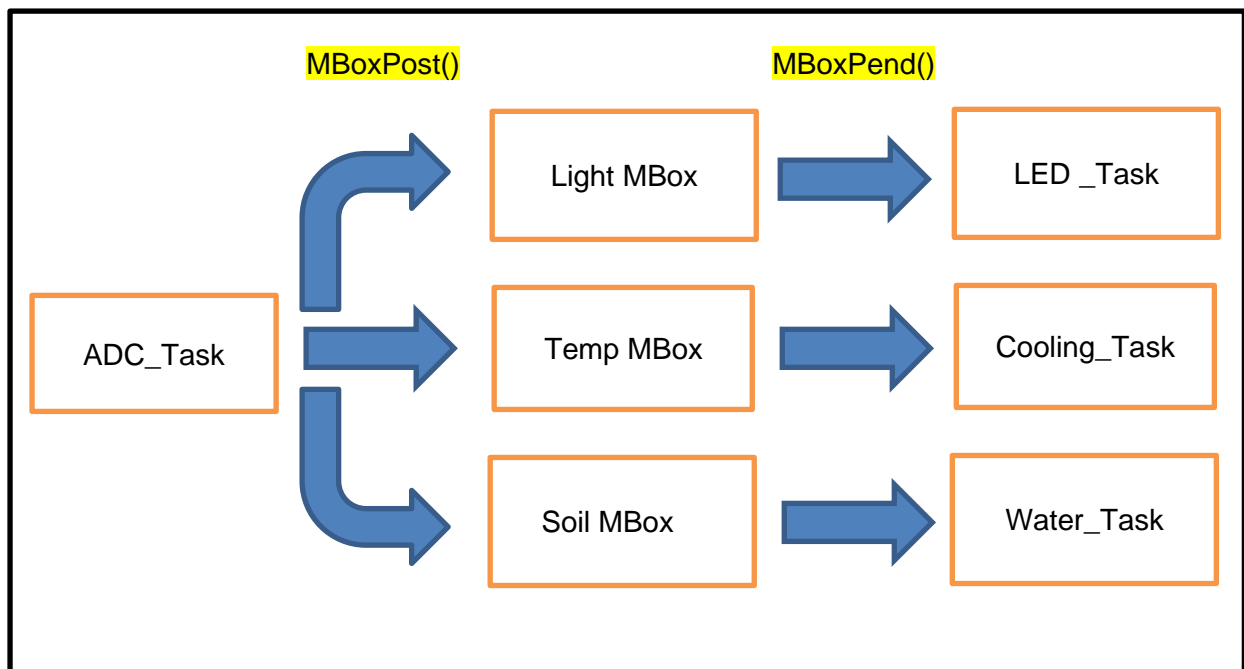 MBoxPost()
MBoxPend()
Light MBox
LED _Task
ADC_Task
Temp MBox
Cooling_Task
Soil MBox
Water_Task